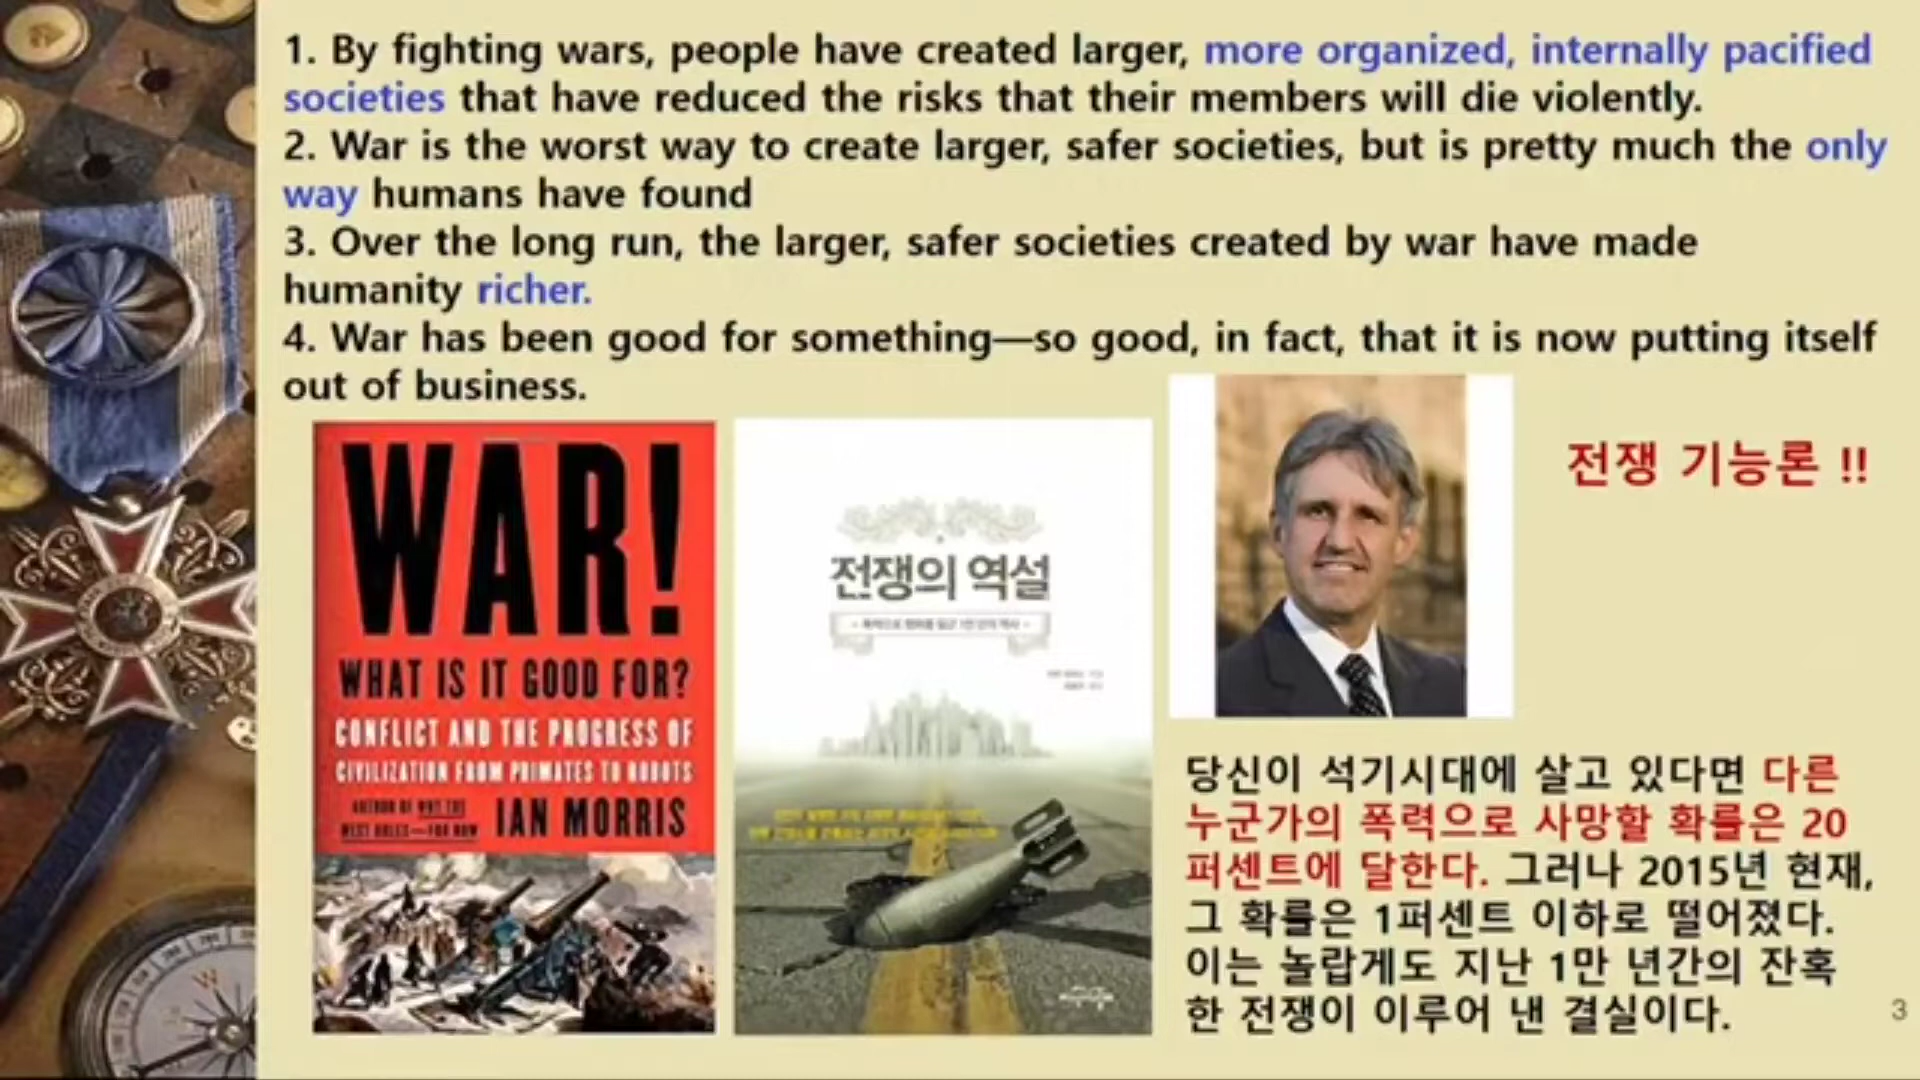 1. By fighting wars, people have created larger, more organized, internally pacified
societies that have reduced the risks that their members will die violently.
2. War is the worst way to create larger, safer societies, but is pretty much the only
way humans have found
3. Over the long run, the larger, safer societies created by war have made
humanity richer.
4. War has been good for something—so good, in fact, that it is now putting itself
out of business.
WAR!
WHAT IS IT GOOD FOR?
CONFLICT AND THE PROGRESS OF
CIVILIZATION FROM PRIMATES TO ROBOTS
AUTHOR OF WHY THE
WEST RULES—FOR NOW
IAN MORRIS
전쟁의 역설
전쟁 기능론 !!
당신이 석기시대에 살고 있다면 다른
누군가의 폭력으로 사망할 확률은 20
퍼센트에 달한다. 그러나 2015년 현재,
그 확률은 1퍼센트 이하로 떨어졌다.
이는 놀랍게도 지난 1만 년간의 잔혹
한 전쟁이 이루어 낸 결실이다.
3